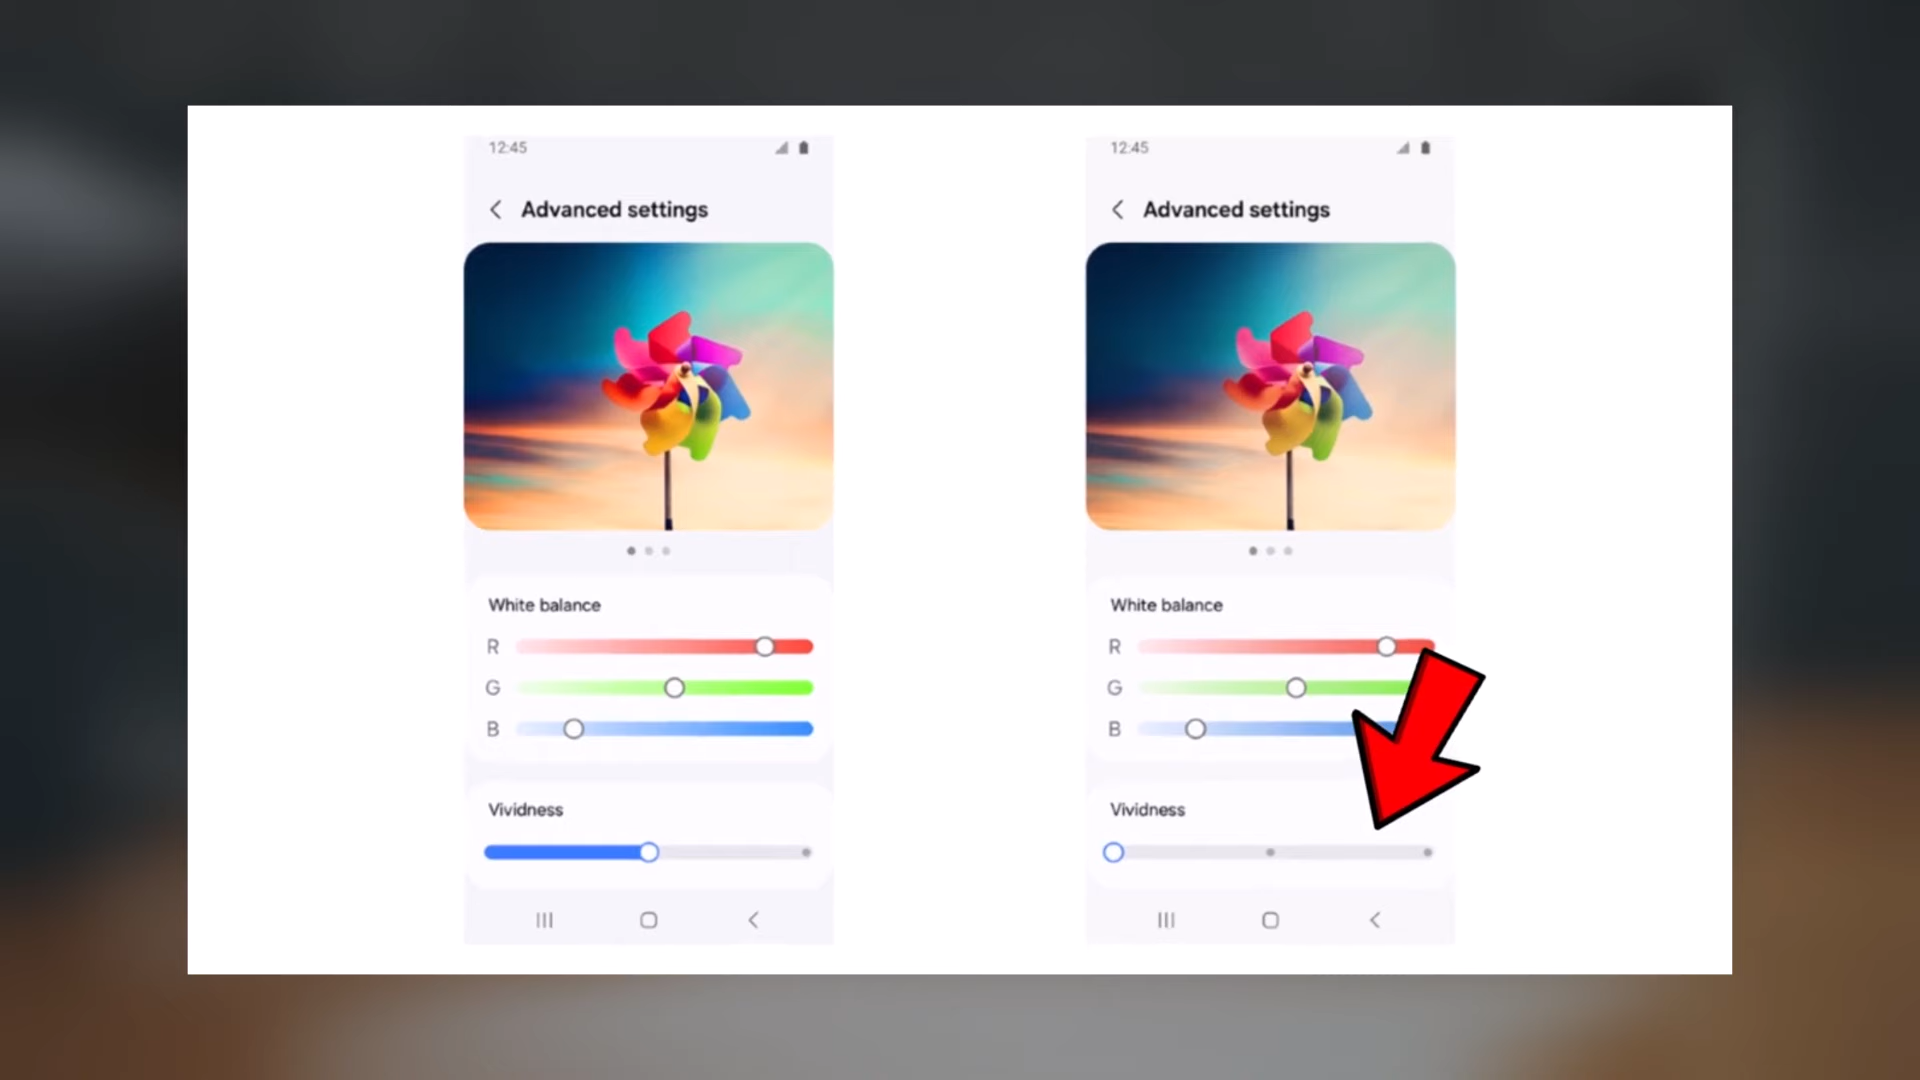 12:45
Advanced settings
White balance
R
G
B
Vividness
12:45
Advanced settings
White balance
R
G
B
Vividness